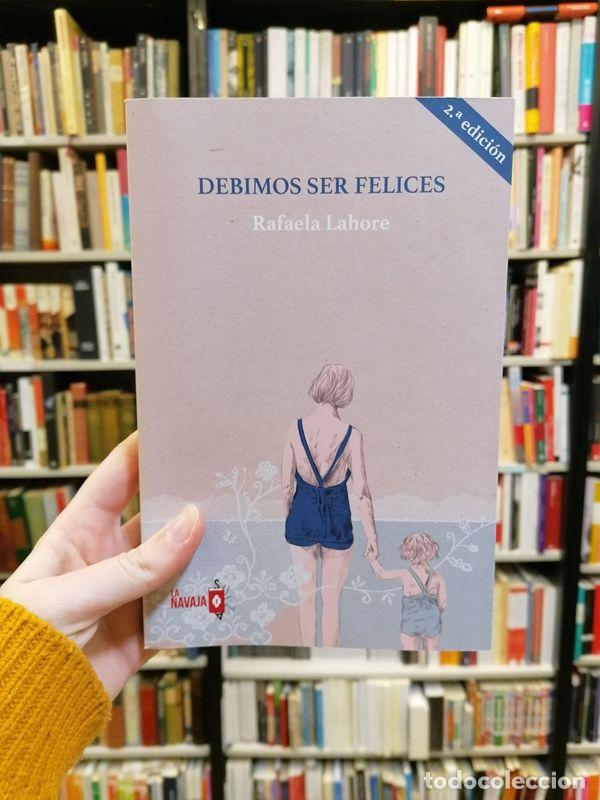 2.ª edición
DEBIMOS SER FELICES
Rafaela Lahore
LA
NAVAJA
S
todocoleccion